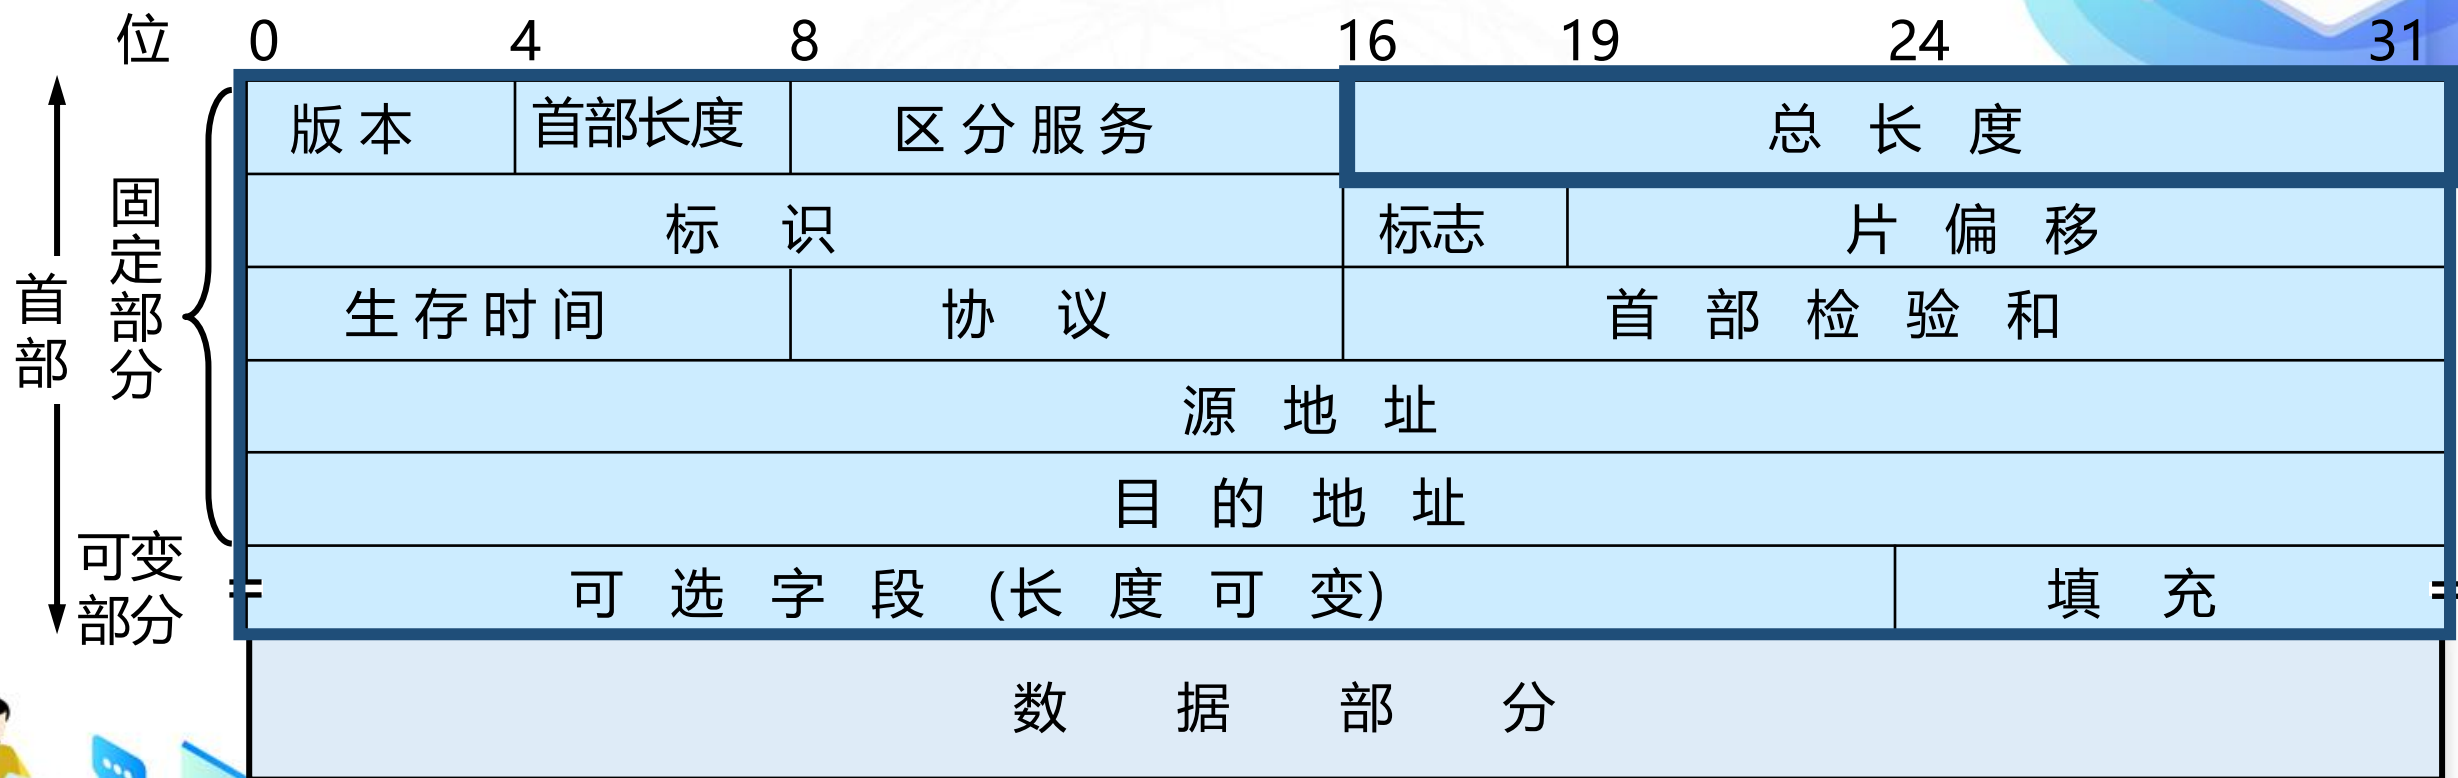 位 0 4 8 16 19 24 31
版 本 首部长度 区 分 服 务 总 长 度
标 识 标志 片 偏 移
生 存 时 间 协 议 首 部 检 验 和
源 地 址
目 的 地 址
可 选 字 段 (长 度 可 变) 填 充
数 据 部 分
首部
固定部分
可变
部分